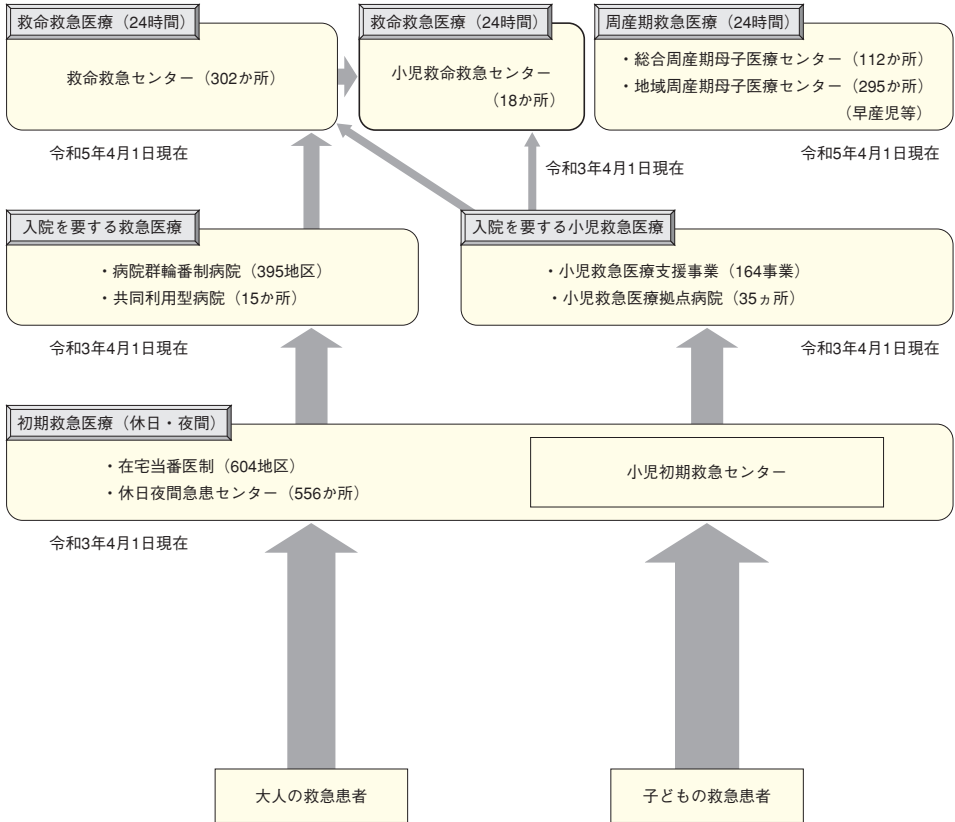 救命救急医療（24時間）
救命救急センター（302か所）
令和5年4月1日現在
救命救急医療（24時間）
小児救命救急センター
（18か所）
令和3年4月1日現在
周産期救急医療（24時間）
・総合周産期母子医療センター（112か所）
・地域周産期母子医療センター（295か所）
（早産児等）
令和5年4月1日現在
入院を要する救急医療
・病院群輪番制病院（395地区）
・共同利用型病院（15か所）
令和3年4月1日現在
入院を要する小児救急医療
・小児救急医療支援事業（164事業）
・小児救急医療拠点病院（35ヵ所）
令和3年4月1日現在
初期救急医療（休日・夜間）
・在宅当番医制（604地区）
・休日夜間急患センター（556か所）
小児初期救急センター
令和3年4月1日現在
大人の救急患者
子どもの救急患者